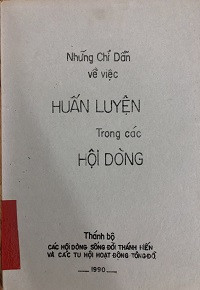 Những Chỉ Dẫn
về việc
HUẤN LUYỆN
Trong các
HỘI DÒNG
Thánh bộ
CÁC HỘI DÒNG SỐNG ĐỜI THÁNH HIẾN
VÀ CÁC TU HỘI HOẠT ĐỘNG TÔNG ĐỒ
1990